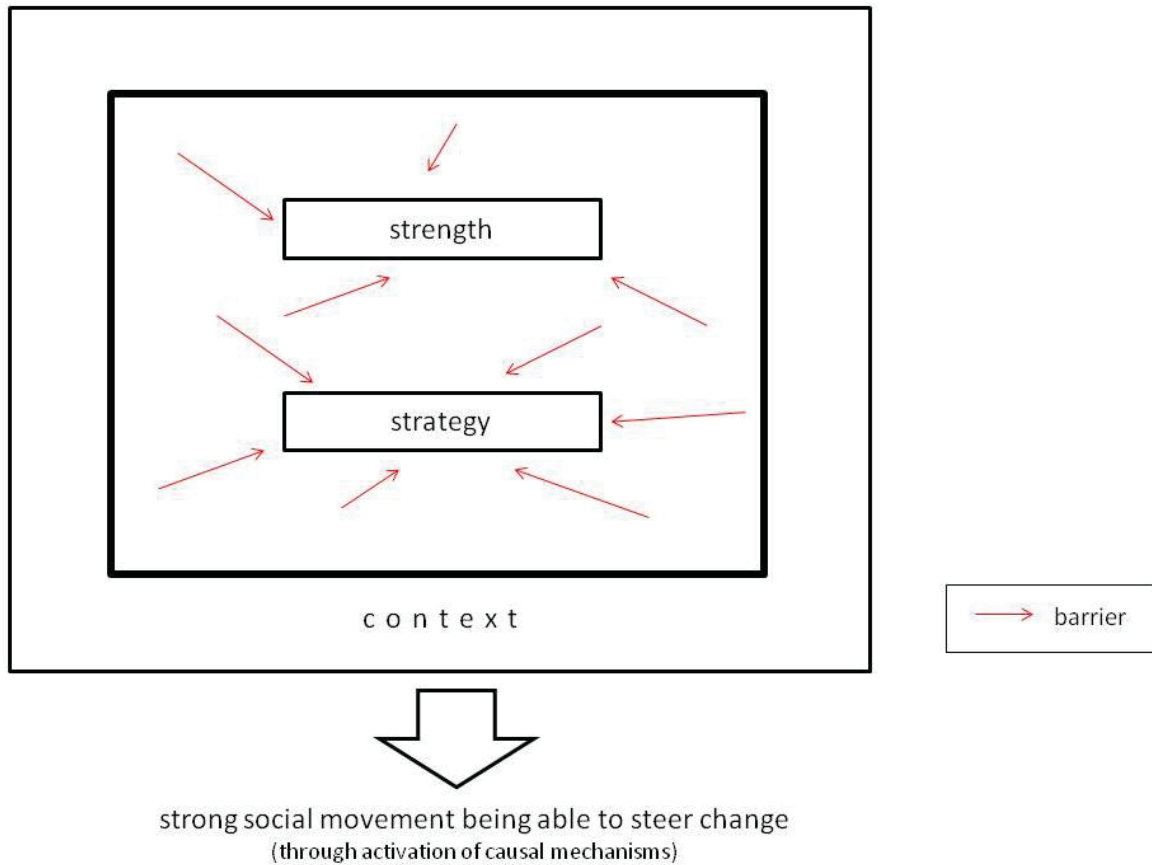 strength
strategy
c o n t e x t
barrier
strong social movement being able to steer change
(through activation of causal mechanisms)